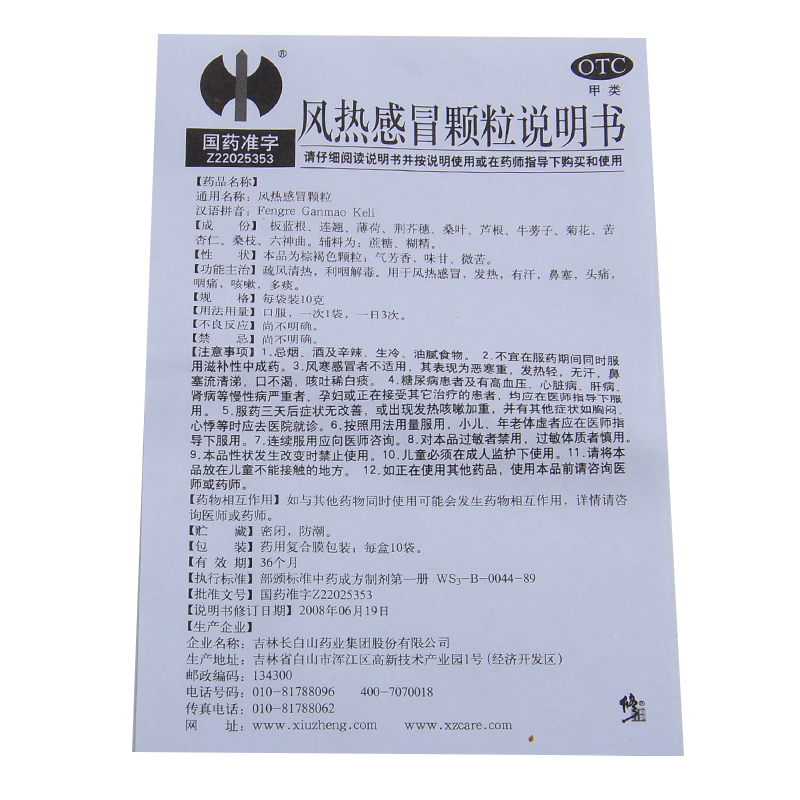 ®
OTC
甲类
国药准字
Z22025353
风热感冒颗粒说明书
请仔细阅读说明书并按说明使用或在药师指导下购买和使用
【药品名称】
通用名称：风热感冒颗粒
汉语拼音：Fengre Ganmao Keli
【成　份】 板蓝根、连翘、薄荷、荆芥穗、桑叶、芦根、牛蒡子、菊花、苦
杏仁、桑枝、六神曲。辅料为：蔗糖、糊精。
【性　状】本品为棕褐色颗粒；气芳香，味甘、微苦。
【功能主治】疏风清热，利咽解毒。用于风热感冒，发热，有汗，鼻塞，头痛，
咽痛，咳嗽，多痰。
【规　格】每袋装10克
【用法用量】口服，一次1袋，一日3次。
【不良反应】尚不明确。
【禁　忌】尚不明确。
【注意事项】1.忌烟、酒及辛辣、生冷、油腻食物。 2.不宜在服药期间同时服
用滋补性中成药。3.风寒感冒者不适用，其表现为恶寒重，发热轻，无汗，鼻
塞流清涕，口不渴，咳吐稀白痰。 4.糖尿病患者及有高血压、心脏病、肝病、
肾病等慢性病严重者、孕妇或正在接受其它治疗的患者，均应在医师指导下服
用。 5.服药三天后症状无改善，或出现发热咳嗽加重，并有其他症状如胸闷、
心悸等时应去医院就诊。6.按照用法用量服用，小儿、年老体虚者应在医师指
导下服用。7.连续服用应向医师咨询。8.对本品过敏者禁用，过敏体质者慎用。
9.本品性状发生改变时禁止使用。10.儿童必须在成人监护下使用。11.请将本
品放在儿童不能接触的地方。 12.如正在使用其他药品，使用本品前请咨询医
师或药师。
【药物相互作用】如与其他药物同时使用可能会发生药物相互作用，详情请咨
询医师或药师。
【贮　藏】密闭，防潮。
【包　装】药用复合膜包装；每盒10袋。
【有 效 期】36个月
【执行标准】部颁标准中药成方制剂第一册 WS3-B-0044-89
【批准文号】国药准字Z22025353
【说明书修订日期】2008年06月19日
【生产企业】
企业名称：吉林长白山药业集团股份有限公司
生产地址：吉林省白山市浑江区高新技术产业园1号(经济开发区)
邮政编码：134300
电话号码：010-81788096　400-7070018
传真电话：010-81788062
网　址：www.xiuzheng.com　www.xzcare.com
修正®